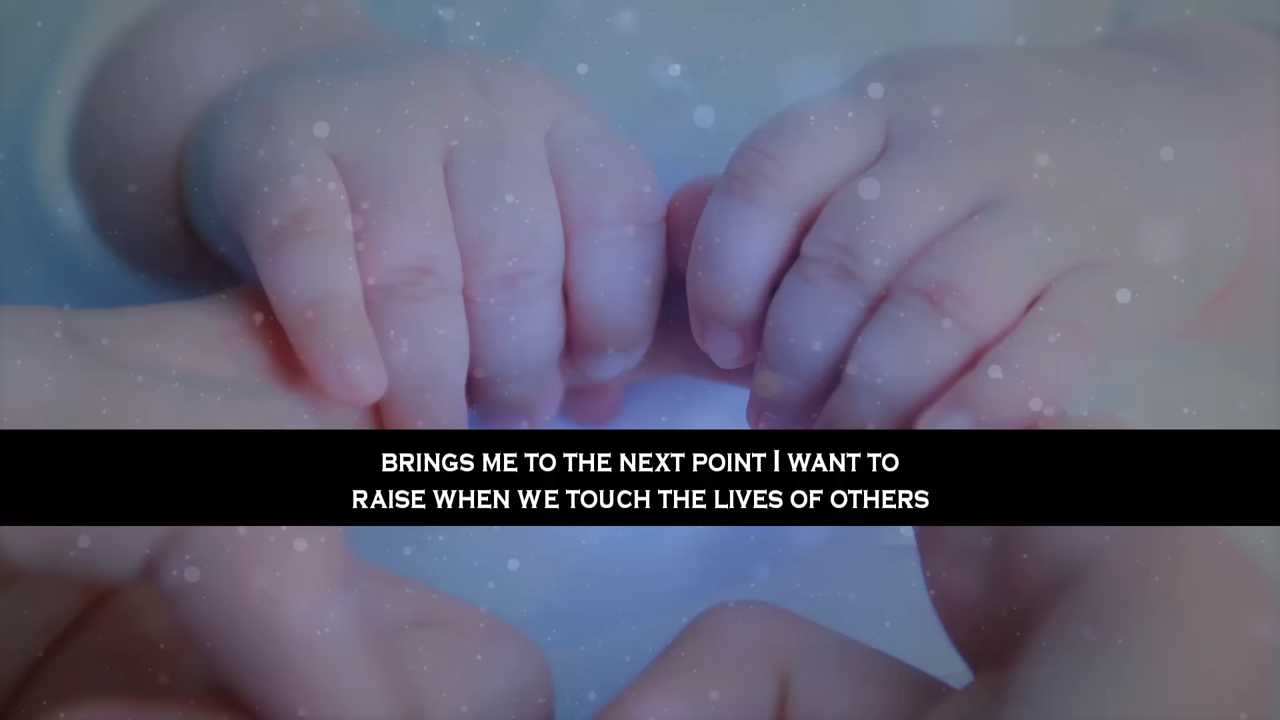 BRINGS ME TO THE NEXT POINT I WANT TO
RAISE WHEN WE TOUCH THE LIVES OF OTHERS